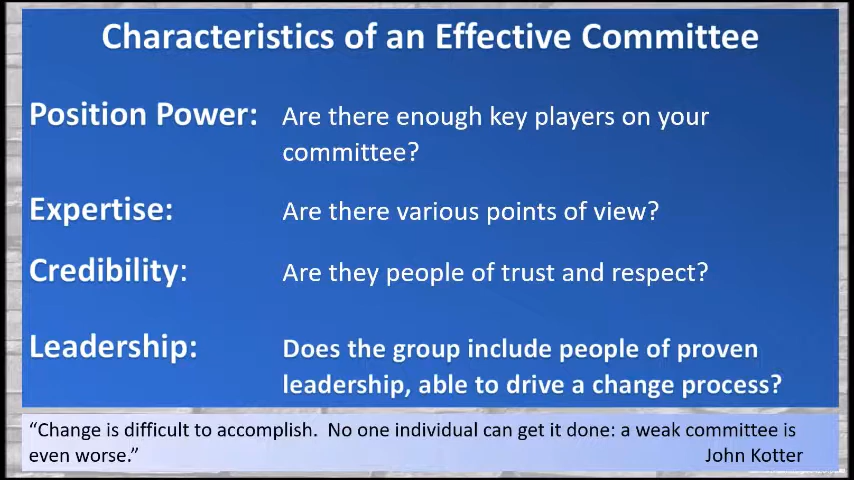 Characteristics of an Effective Committee
Position Power: Are there enough key players on your
committee?
Expertise: Are there various points of view?
Credibility: Are they people of trust and respect?
Leadership: Does the group include people of proven
leadership, able to drive a change process?
“Change is difficult to accomplish. No one individual can get it done: a weak committee is
even worse.” John Kotter